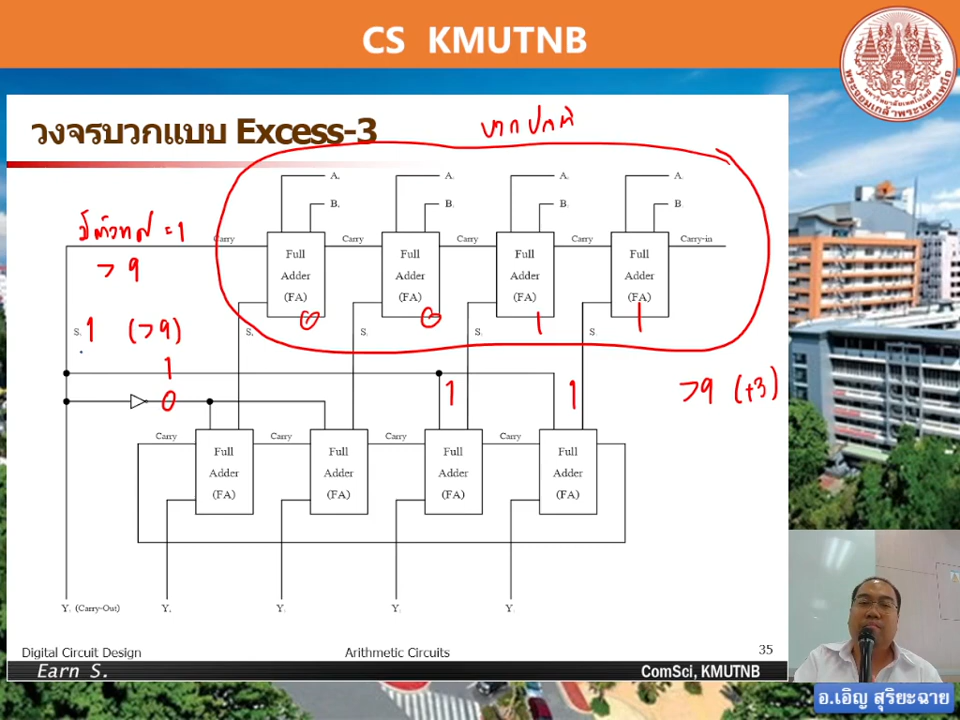 CS KMUTNB
วงจรบวกแบบ Excess-3
บวกปกติ
A. A. A. A.
B. B. B. B.
มีตัวทด = 1
Carry Carry Carry Carry Carry-in
> 9
Full Adder (FA) Full Adder (FA) Full Adder (FA) Full Adder (FA)
0 0 1 1
S. 1 (>9) S. S. S. S.
1
0 1 1 >9 (+3)
Carry Carry Carry Carry
Full Adder (FA) Full Adder (FA) Full Adder (FA) Full Adder (FA)
Y. (Carry-Out) Y. Y. Y. Y.
Digital Circuit Design Arithmetic Circuits 35
Earn S. ComSci, KMUTNB
อ.เอิญ สุริยะฉาย